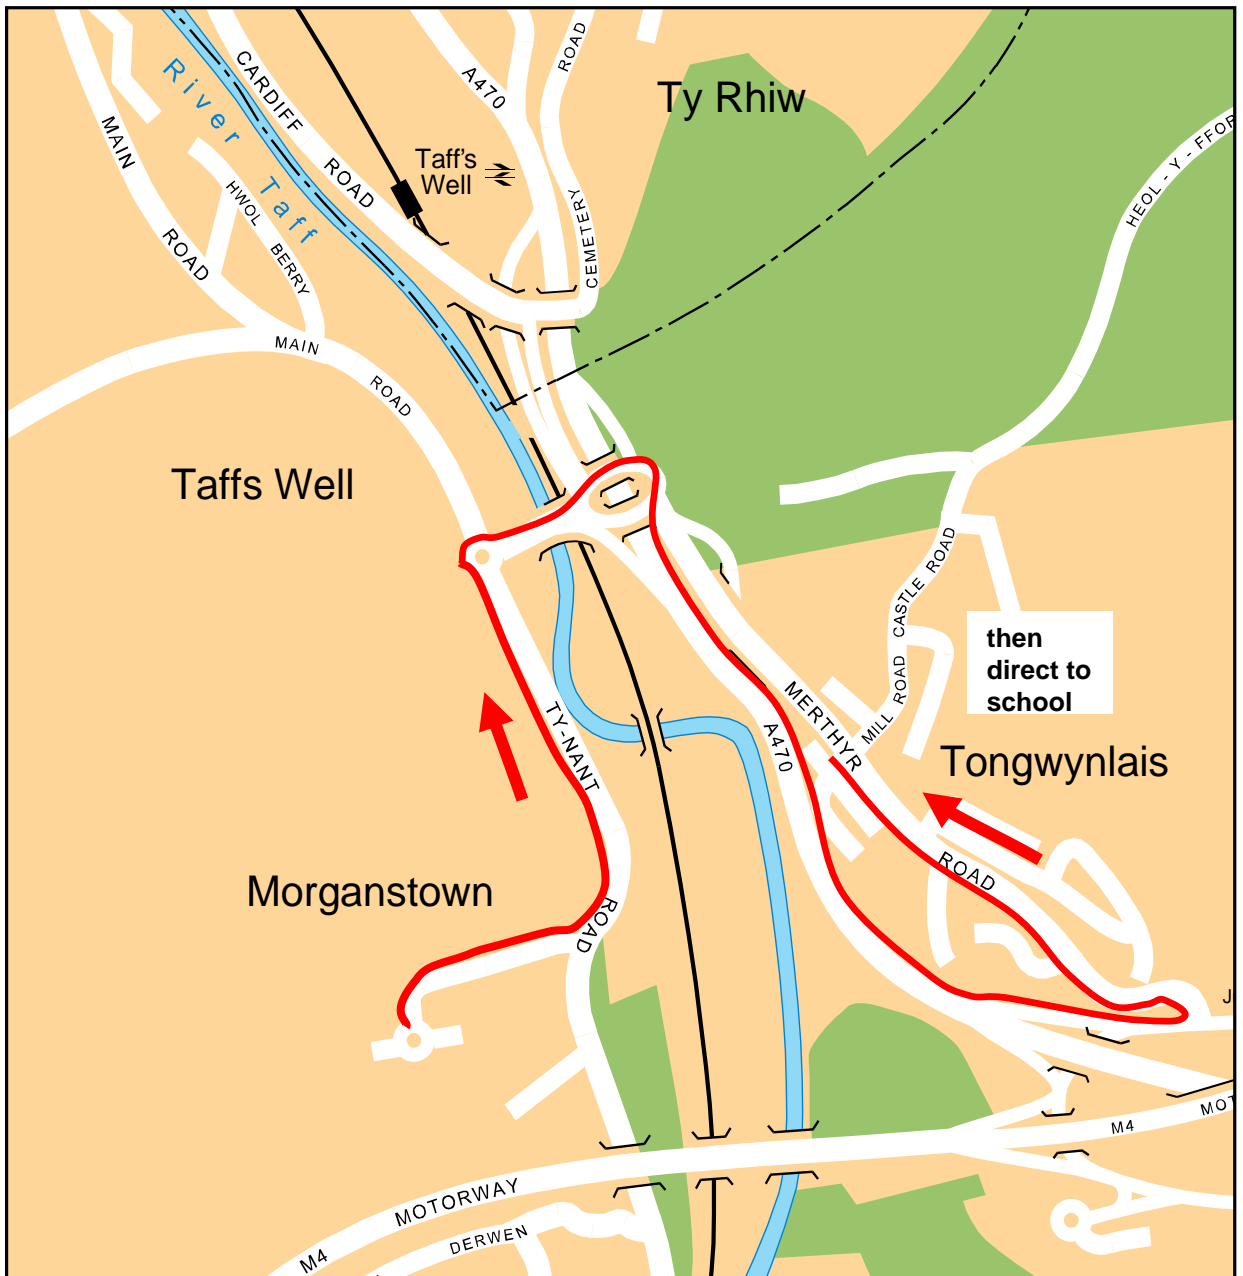 River Taff
CARDIFF ROAD
A470
ROAD
CEMETERY
Ty Rhiw
Taff's
Well
MAIN ROAD
HWOL BERRY
HEOL - Y - FFOR
MAIN ROAD
Taffs Well
CASTLE ROAD
MILL ROAD
then
direct to
school
TY-NANT ROAD
A470
MERTHYR ROAD
Tongwynlais
Morganstown
M4
MOT
M4 MOTORWAY
DERWEN